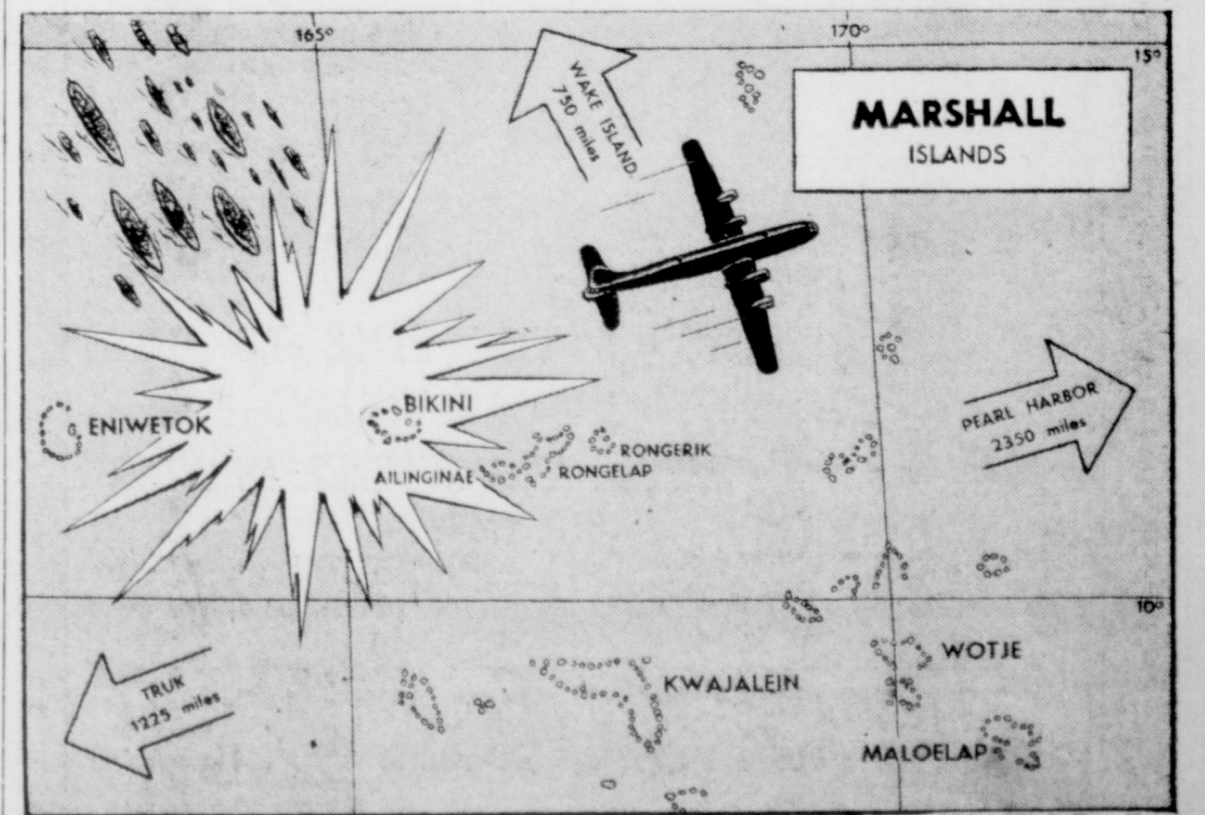 165°
170°
15°
WAKE ISLAND
750 miles
MARSHALL
ISLANDS
PEARL HARBOR
2350 miles
BIKINI
ENIWETOK
RONGERIK
AILINGINAE
RONGELAP
10°
WOTJE
TRUK
1225 miles
KWAJALEIN
MALOELAP